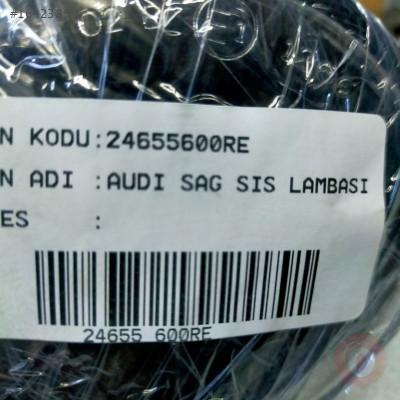 N KODU:24655600RE
N ADI :AUDI SAG SIS LAMBASI
ES :
24655 600RE